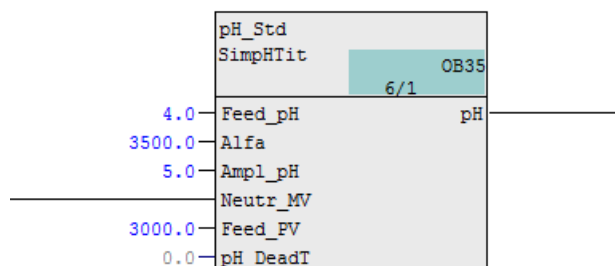 pH_Std
SimpHTit
OB35
6/1
4.0 Feed_pH pH
3500.0 Alfa
5.0 Ampl_pH
Neutr_MV
3000.0 Feed_PV
0.0 pH_DeadT